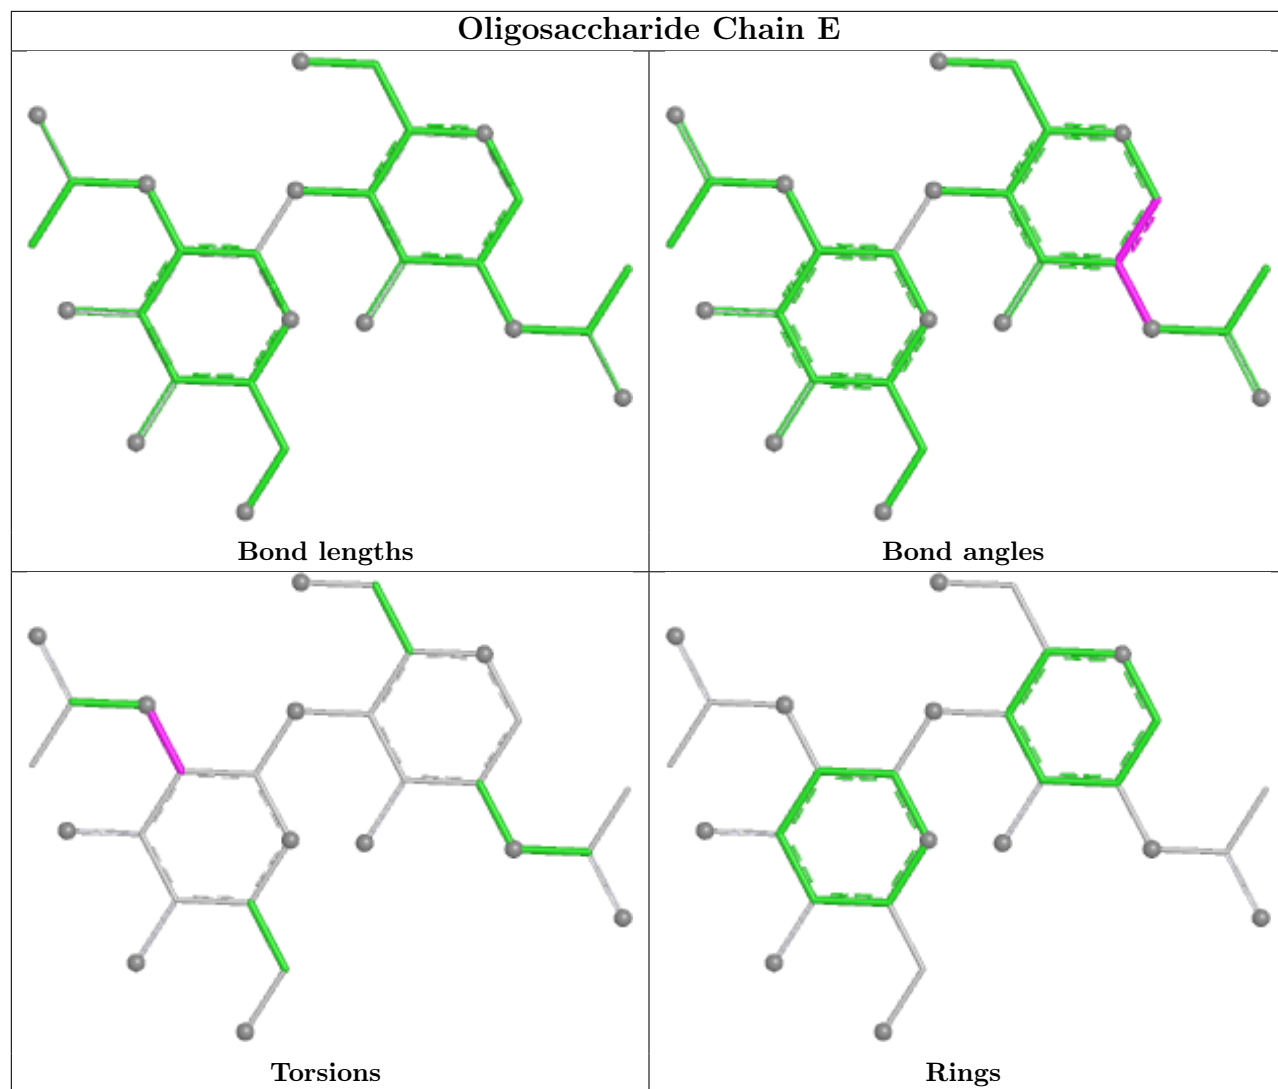 Oligosaccharide Chain E
Bond lengths
Bond angles
Torsions
Rings